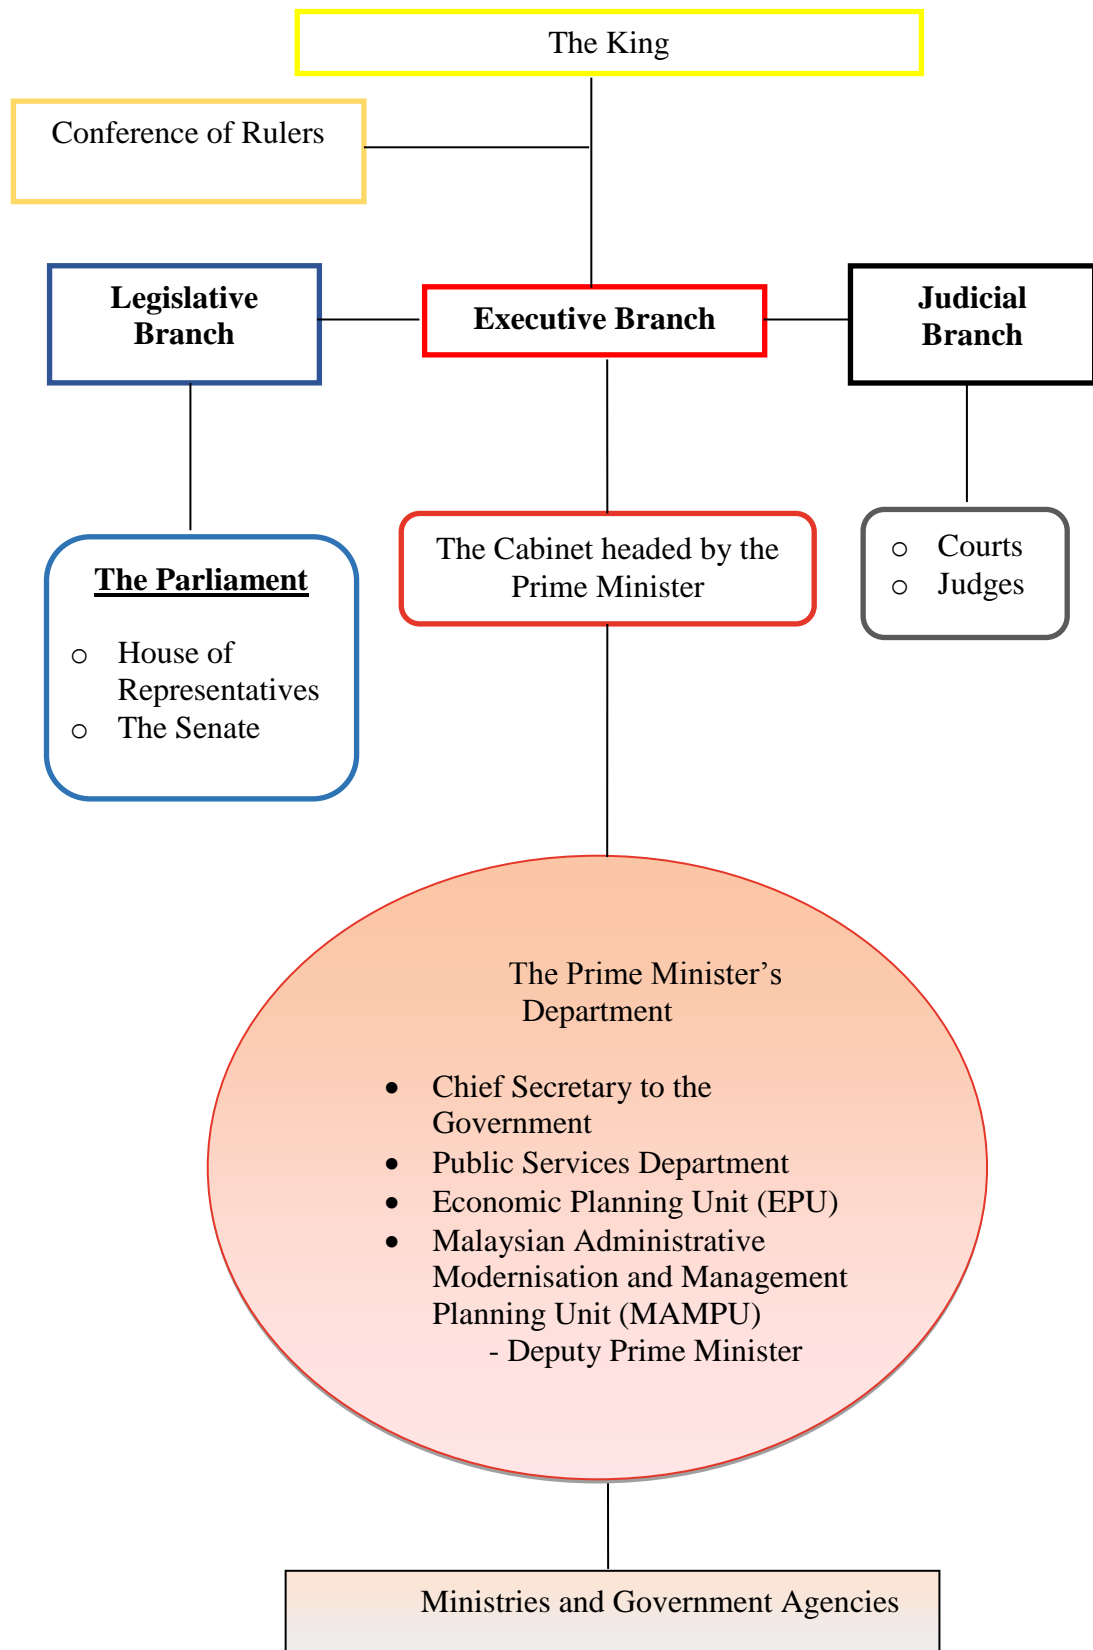 The King
Conference of Rulers
Legislative
Branch
Executive Branch
Judicial
Branch
The Parliament
o House of
Representatives
o The Senate
The Cabinet headed by the
Prime Minister
o Courts
o Judges
The Prime Minister’s
Department
• Chief Secretary to the
Government
• Public Services Department
• Economic Planning Unit (EPU)
• Malaysian Administrative
Modernisation and Management
Planning Unit (MAMPU)
- Deputy Prime Minister
Ministries and Government Agencies